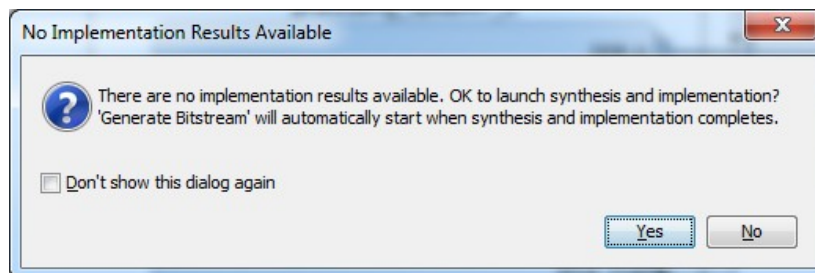 No Implementation Results Available
There are no implementation results available. OK to launch synthesis and implementation?
'Generate Bitstream' will automatically start when synthesis and implementation completes.
Don't show this dialog again
Yes No